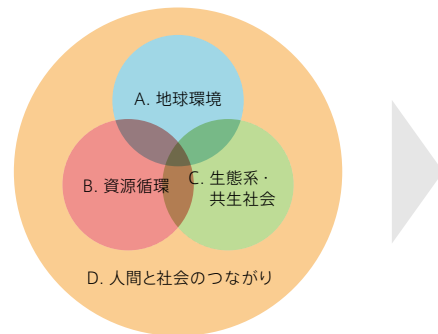 A. 地球環境
B. 資源循環
C. 生態系・
共生社会
D. 人間と社会のつながり